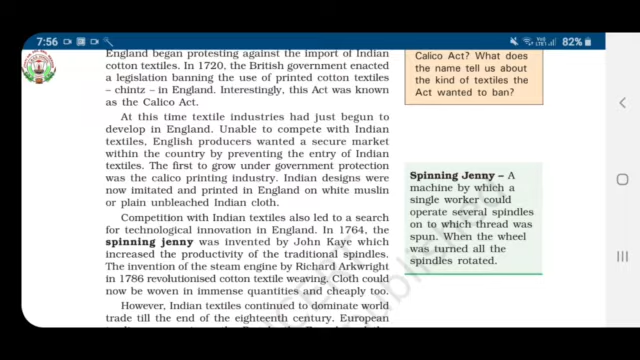 7:56
82%
England began protesting against the import of Indian
cotton textiles. In 1720, the British government enacted
a legislation banning the use of printed cotton textiles
– chintz – in England. Interestingly, this Act was known
as the Calico Act.
At this time textile industries had just begun to
develop in England. Unable to compete with Indian
textiles, English producers wanted a secure market
within the country by preventing the entry of Indian
textiles. The first to grow under government protection
was the calico printing industry. Indian designs were
now imitated and printed in England on white muslin
or plain unbleached Indian cloth.
Competition with Indian textiles also led to a search
for technological innovation in England. In 1764, the
spinning jenny was invented by John Kaye which
increased the productivity of the traditional spindles.
The invention of the steam engine by Richard Arkwright
in 1786 revolutionised cotton textile weaving. Cloth could
now be woven in immense quantities and cheaply too.
However, Indian textiles continued to dominate world
trade till the end of the eighteenth century. European
Calico Act? What does
the name tell us about
the kind of textiles the
Act wanted to ban?
Spinning Jenny – A
machine by which a
single worker could
operate several spindles
on to which thread was
spun. When the wheel
was turned all the
spindles rotated.